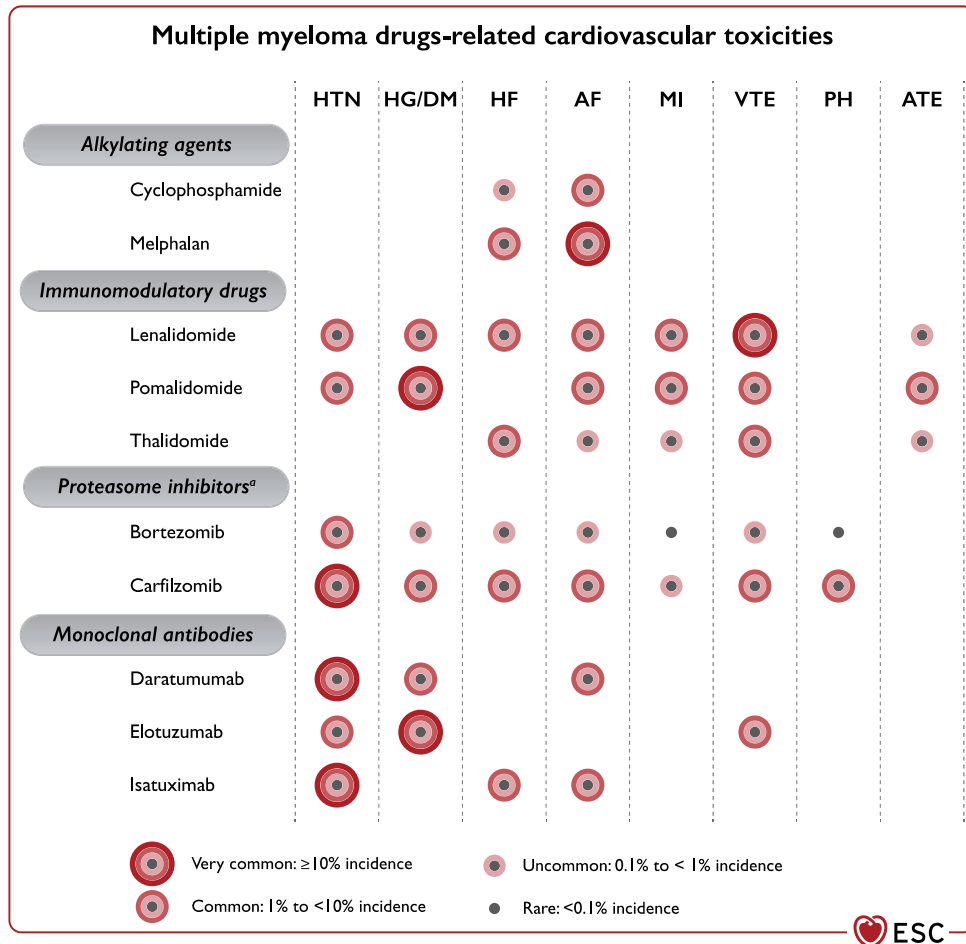 Multiple myeloma drugs-related cardiovascular toxicities
HTN HG/DM HF AF MI VTE PH ATE
Alkylating agents
Cyclophosphamide
Melphalan
Immunomodulatory drugs
Lenalidomide
Pomalidomide
Thalidomide
Proteasome inhibitorsᵃ
Bortezomib
Carfilzomib
Monoclonal antibodies
Daratumumab
Elotuzumab
Isatuximab
Very common: ≥10% incidence
Uncommon: 0.1% to < 1% incidence
Common: 1% to <10% incidence
Rare: <0.1% incidence
ESC